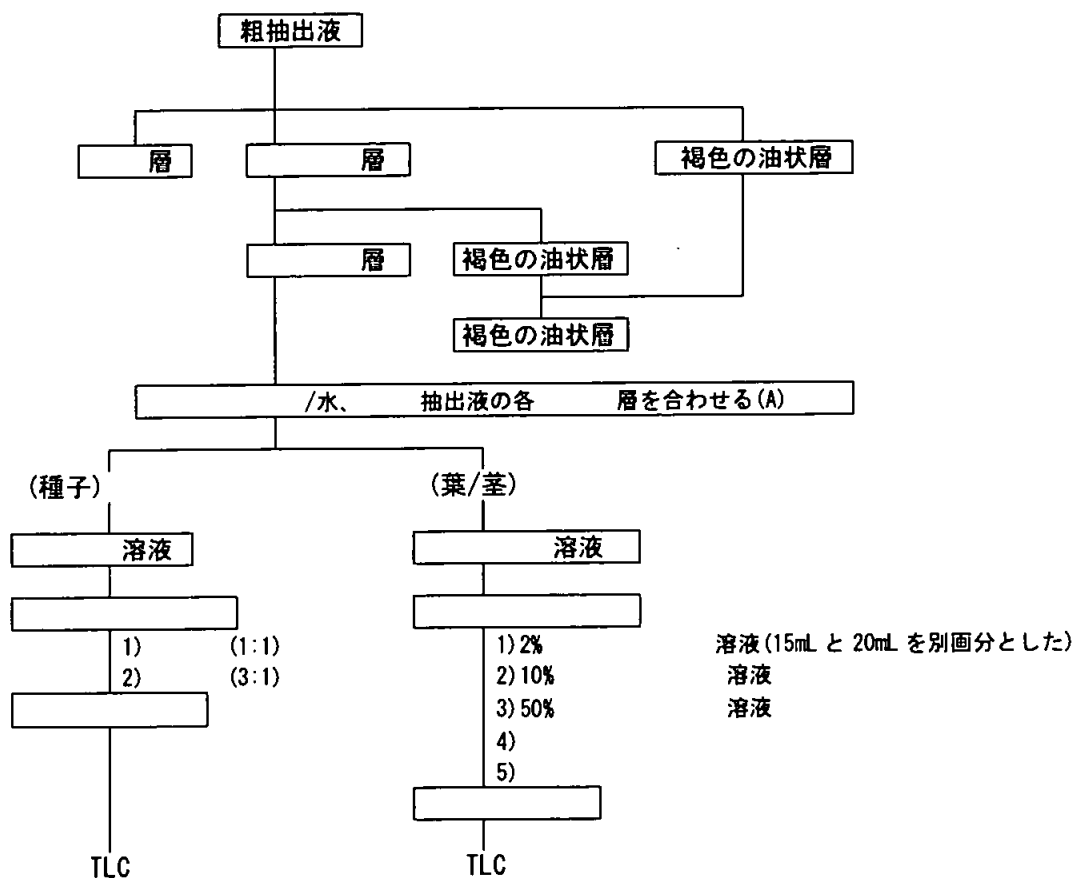 粗抽出液
層
層
褐色の油状層
層
褐色の油状層
褐色の油状層
/水、 抽出液の各 層を合わせる(A)
(種子)
(葉/茎)
溶液
溶液
1) (1:1)
2) (3:1)
1)2% 溶液(15mL と 20mL を別画分とした)
2)10% 溶液
3)50% 溶液
4)
5)
TLC
TLC